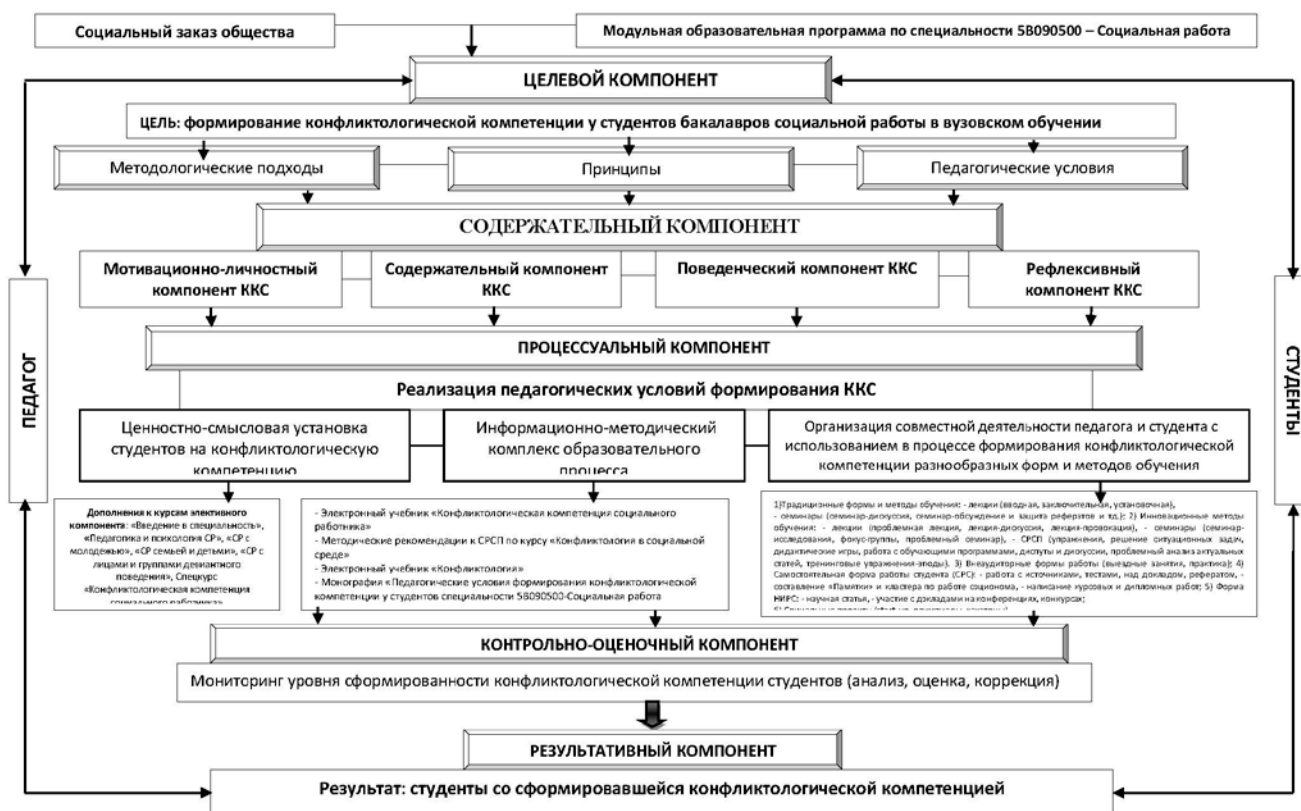 Социальный заказ общества
Модульная образовательная программа по специальности 5В090500 – Социальная работа
ЦЕЛЕВОЙ КОМПОНЕНТ
ЦЕЛЬ: формирование конфликтологической компетенции у студентов бакалавров социальной работы в вузовском обучении
Методологические подходы
Принципы
Педагогические условия
СОДЕРЖАТЕЛЬНЫЙ КОМПОНЕНТ
Мотивационно-личностный
компонент ККС
Содержательный компонент
ККС
Поведенческий компонент ККС
Рефлексивный
компонент ККС
ПЕДАГОГ
СТУДЕНТЫ
ПРОЦЕССУАЛЬНЫЙ КОМПОНЕНТ
Реализация педагогических условий формирования ККС
Ценностно-смысловая установка
студентов на конфликтологическую
компетенцию
Информационно-методический
комплекс образовательного
процесса
Организация совместной деятельности педагога и студента с
использованием в процессе формирования конфликтологической
компетенции разнообразных форм и методов обучения
Дополнения к курсам элективного
компонента: «Введение в специальность»,
«Педагогика и психология СР», «СР с
молодежью», «СР семьей и детьми», «СР с
лицами и группами девиантного
поведения», Спецкурс
«Конфликтологическая компетенция
социального работника»
- Электронный учебник «Конфликтологическая компетенция социального
работника»
- Методические рекомендации к СРСП по курсу «Конфликтология в социальной
среде»
- Электронный учебник «Конфликтология»
- Монография «Педагогические условия формирования конфликтологической
компетенции у студентов специальности 5В090500-Социальная работа
1)Традиционные формы и методы обучения: - лекции (вводная, заключительная, установочная),
- семинары (семинар-дискуссия, семинар-обсуждение и защита рефератов и т.д.); 2) Инновационные методы
обучения: - лекции (проблемная лекция, лекция-дискуссия, лекция-провокация), - семинары (семинар-
исследования, фокус-группы, проблемный семинар), - СРСП (упражнения, решение ситуационных задач,
дидактические игры, работа с обучающими программами, диспуты и дискуссии, проблемный анализ актуальных
статей, тренинговые упражнения-этюды). 3) Внеаудиторные формы работы (выездные занятия, практика); 4)
Самостоятельная форма работы студента (СРС): - работа с источниками, тестами, над докладом, рефератом, -
составление «Памятки» и кластера по работе соционома, - написание курсовых и дипломных работ; 5) Форма
НИРС: - научная статья, - участие с докладами на конференциях, конкурсах;
КОНТРОЛЬНО-ОЦЕНОЧНЫЙ КОМПОНЕНТ
Мониторинг уровня сформированности конфликтологической компетенции студентов (анализ, оценка, коррекция)
РЕЗУЛЬТАТИВНЫЙ КОМПОНЕНТ
Результат: студенты со сформировавшейся конфликтологической компетенцией